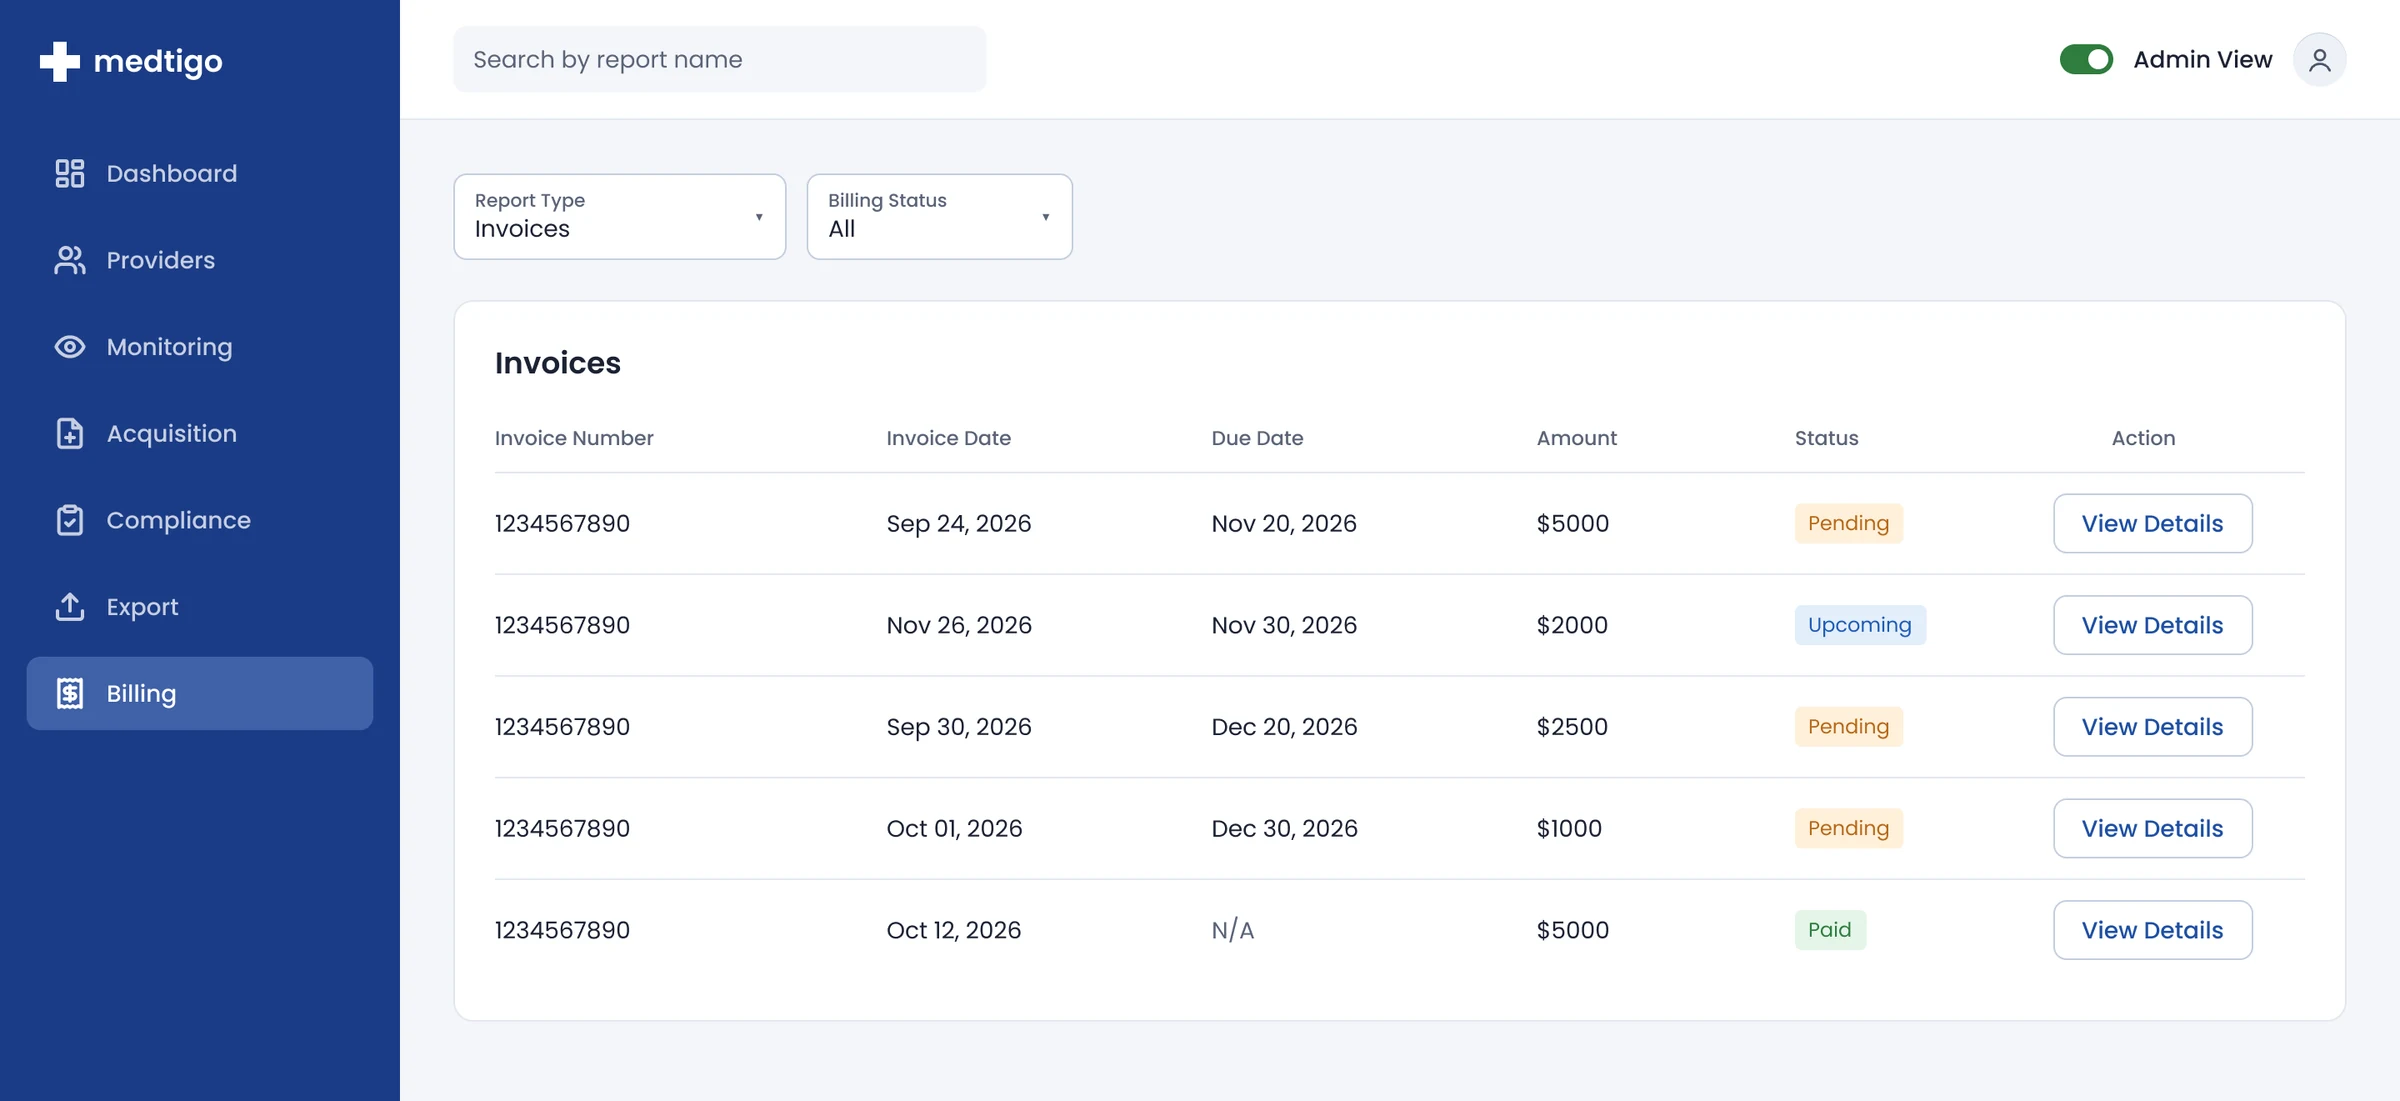 medtigo
Search by report name
Admin View
Dashboard
Providers
Monitoring
Acquisition
Compliance
Export
Billing
Report Type
Invoices
Billing Status
All
Invoices
Invoice Number Invoice Date Due Date Amount Status Action
1234567890 Sep 24, 2026 Nov 20, 2026 $5000 Pending View Details
1234567890 Nov 26, 2026 Nov 30, 2026 $2000 Upcoming View Details
1234567890 Sep 30, 2026 Dec 20, 2026 $2500 Pending View Details
1234567890 Oct 01, 2026 Dec 30, 2026 $1000 Pending View Details
1234567890 Oct 12, 2026 N/A $5000 Paid View Details